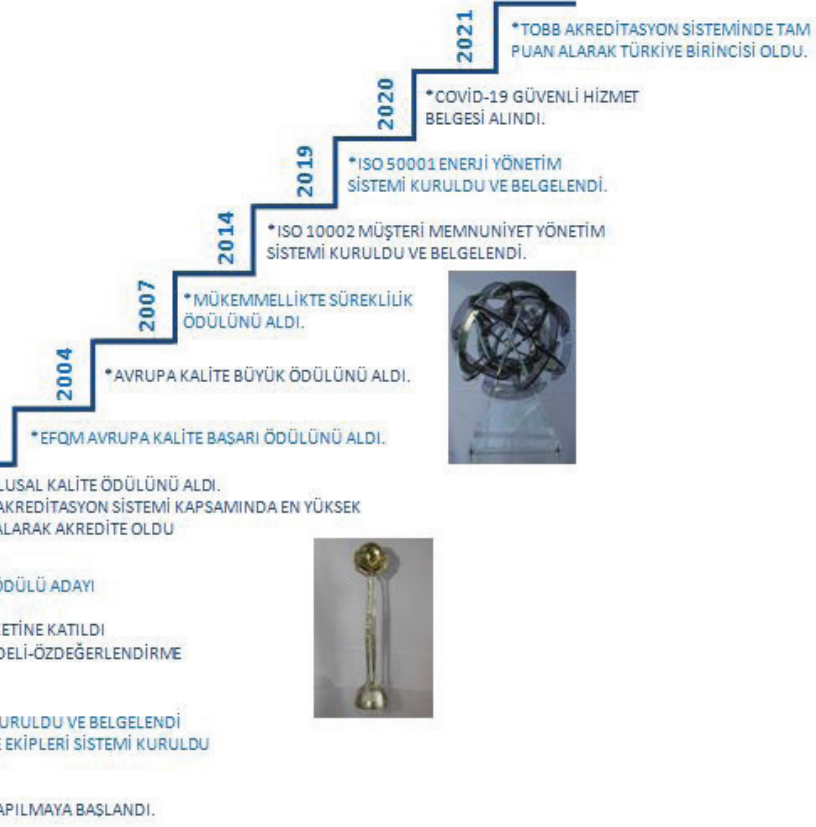 2021
*TOBB AKREDİTASYON SİSTEMİNDE TAM
PUAN ALARAK TÜRKİYE BİRİNCİSİ OLDU.
2020
*COVİD-19 GÜVENLİ HİZMET
BELGESİ ALINDI.
2019
*ISO 50001 ENERJİ YÖNETİM
SİSTEMİ KURULDU VE BELGELENDİ.
2014
*ISO 10002 MÜŞTERİ MEMNUNİYET YÖNETİM
SİSTEMİ KURULDU VE BELGELENDİ.
2007
*MÜKEMMELLİKTE SÜREKLİLİK
ÖDÜLÜNÜ ALDI.
2004
*AVRUPA KALİTE BÜYÜK ÖDÜLÜNÜ ALDI.
*EFQM AVRUPA KALİTE BAŞARI ÖDÜLÜNÜ ALDI.
LUSAL KALİTE ÖDÜLÜNÜ ALDI.
AKREDİTASYON SİSTEMİ KAPSAMINDA EN YÜKSEK
ALARAK AKREDİTE OLDU
ÖDÜLÜ ADAYI
ETİNE KATILDI
DELİ-ÖZDEĞERLENDİRME
URULDU VE BELGELENDİ
E EKİPLERİ SİSTEMİ KURULDU
APILMAYA BAŞLANDI.